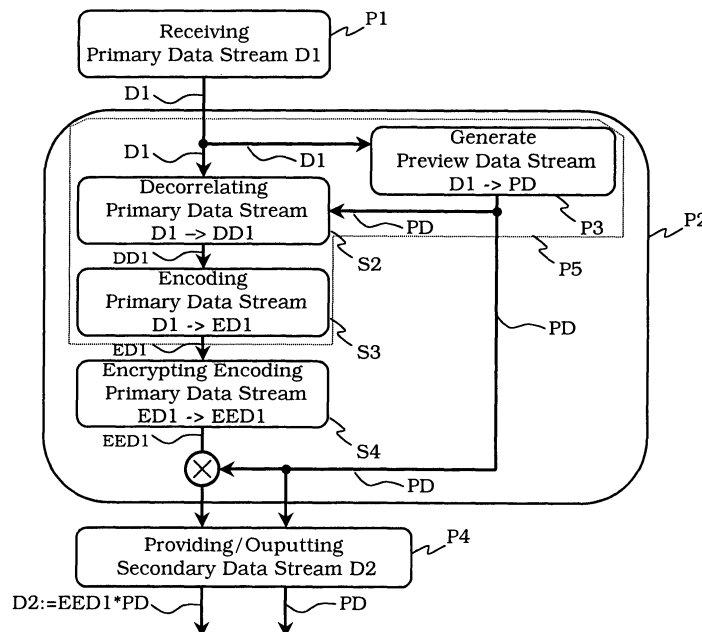 Receiving
Primary Data Stream D1
P1
D1
D1
D1
Generate
Preview Data Stream
D1 -> PD
P3
Decorrelating
Primary Data Stream
D1 -> DD1
PD
P2
S2
P5
DD1
Encoding
Primary Data Stream
D1 -> ED1
PD
S3
ED1
Encrypting Encoding
Primary Data Stream
ED1 -> EED1
S4
EED1
PD
Providing/Ouputting
Secondary Data Stream D2
P4
D2:=EED1*PD
PD